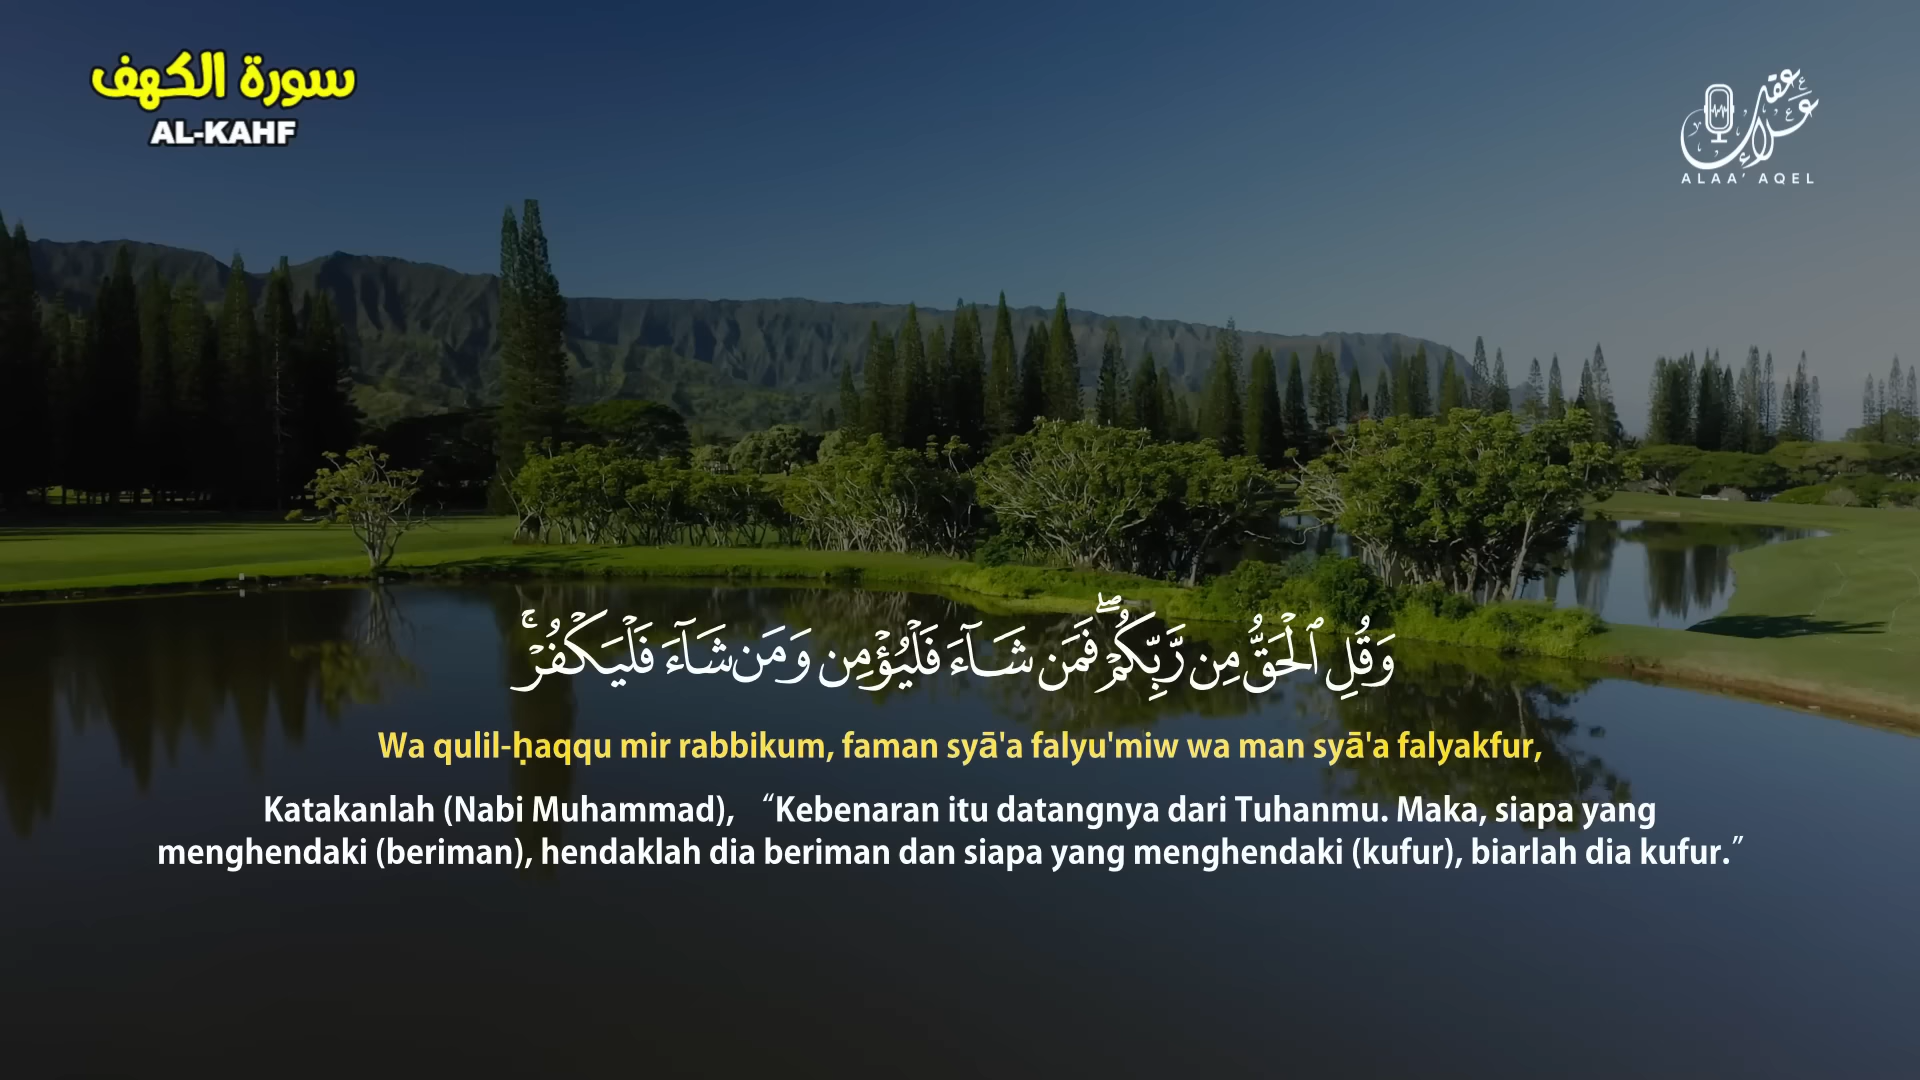 سورة الكهف
AL-KAHF
علاء عقل
ALAA' AQEL
وَقُلِ ٱلْحَقُّ مِن رَّبِّكُمْ ۖ فَمَن شَآءَ فَلْيُؤْمِن وَمَن شَآءَ فَلْيَكْفُرْ ۚ
Wa qulil-ḥaqqu mir rabbikum, faman syā'a falyu'miw wa man syā'a falyakfur,
Katakanlah (Nabi Muhammad), “Kebenaran itu datangnya dari Tuhanmu. Maka, siapa yang
menghendaki (beriman), hendaklah dia beriman dan siapa yang menghendaki (kufur), biarlah dia kufur.”